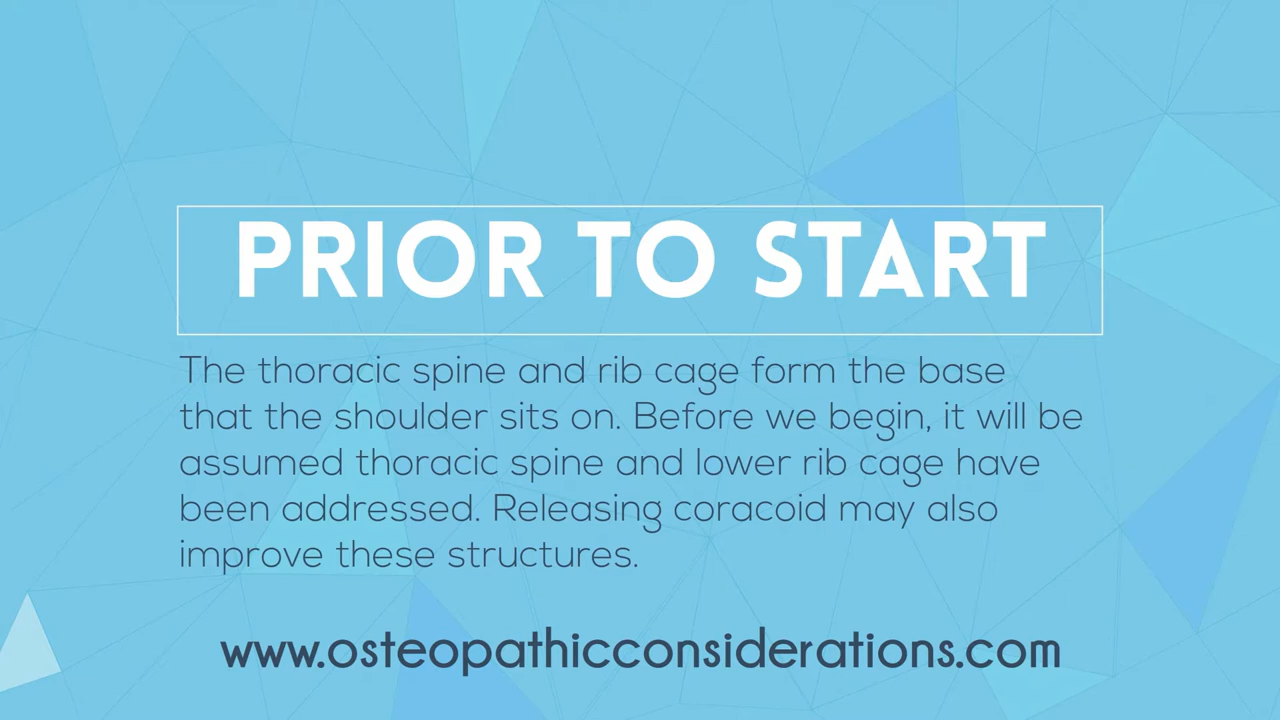 PRIOR TO START
The thoracic spine and rib cage form the base
that the shoulder sits on. Before we begin, it will be
assumed thoracic spine and lower rib cage have
been addressed. Releasing coracoid may also
improve these structures.
www.osteopathicconsiderations.com